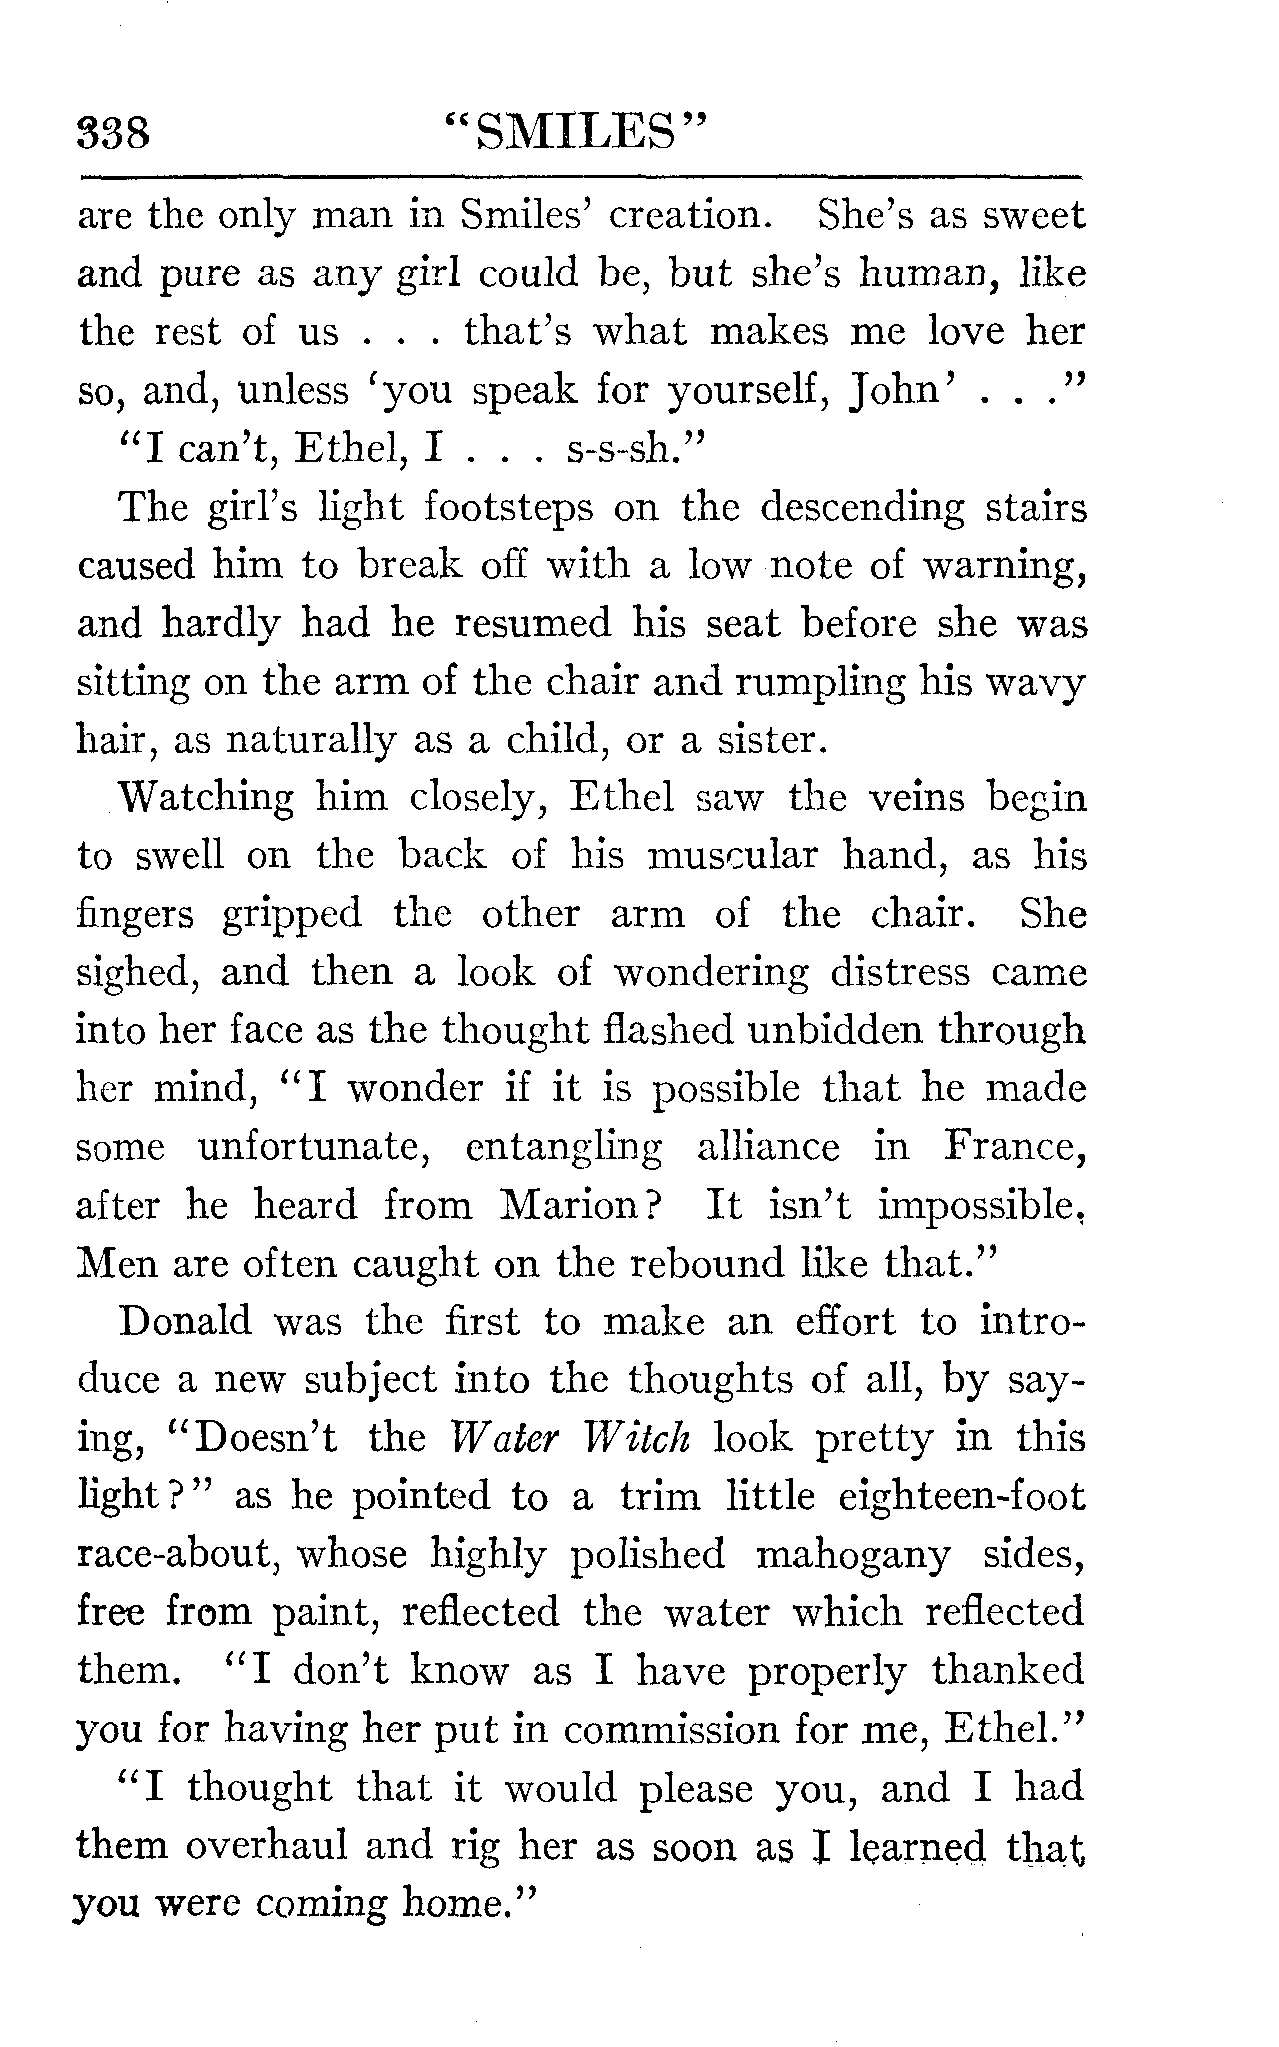 338 “SMILES”
are the only man in Smiles’ creation. She’s as sweet
and pure as any girl could be, but she’s human, like
the rest of us . . . that’s what makes me love her
so, and, unless ‘you speak for yourself, John’ . . .”
“I can’t, Ethel, I . . . s-s-sh.”
The girl’s light footsteps on the descending stairs
caused him to break off with a low note of warning,
and hardly had he resumed his seat before she was
sitting on the arm of the chair and rumpling his wavy
hair, as naturally as a child, or a sister.
Watching him closely, Ethel saw the veins begin
to swell on the back of his muscular hand, as his
fingers gripped the other arm of the chair. She
sighed, and then a look of wondering distress came
into her face as the thought flashed unbidden through
her mind, “I wonder if it is possible that he made
some unfortunate, entangling alliance in France,
after he heard from Marion? It isn’t impossible.
Men are often caught on the rebound like that.”
Donald was the first to make an effort to intro-
duce a new subject into the thoughts of all, by say-
ing, “Doesn’t the Water Witch look pretty in this
light?” as he pointed to a trim little eighteen-foot
race-about, whose highly polished mahogany sides,
free from paint, reflected the water which reflected
them. “I don’t know as I have properly thanked
you for having her put in commission for me, Ethel.”
“I thought that it would please you, and I had
them overhaul and rig her as soon as I learned that
you were coming home.”